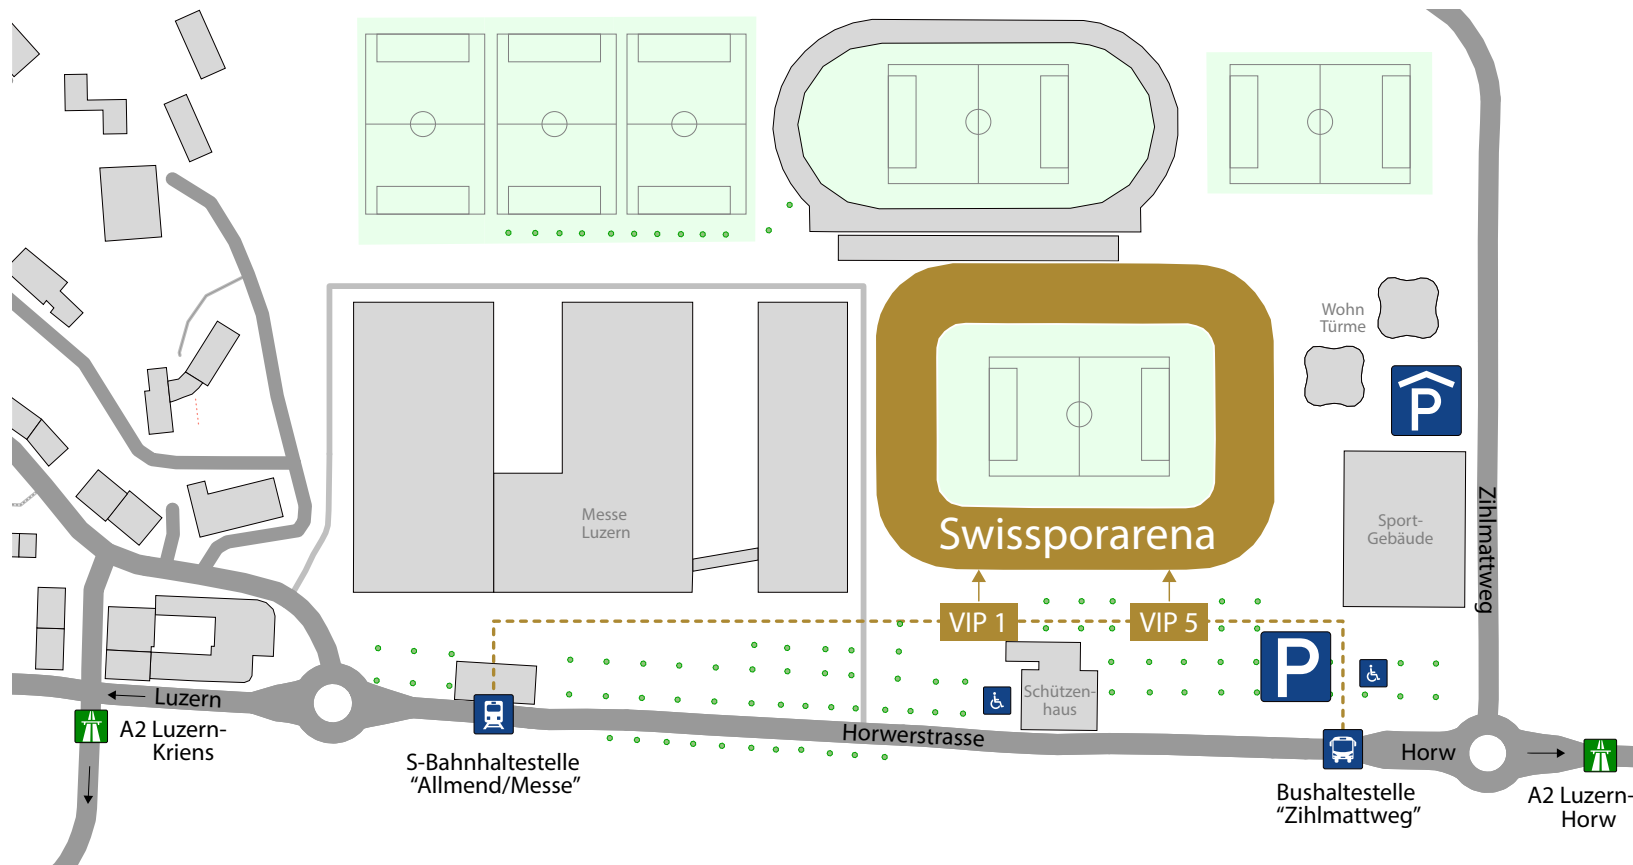 Wohn
Türme
P
Messe
Luzern
Swissporarena
Sport-
Gebäude
Zihlmattweg
VIP 1
VIP 5
P
Schützen-
haus
Luzern
A2 Luzern-
Kriens
Horwerstrasse
S-Bahnhaltestelle
“Allmend/Messe”
Horw
Bushaltestelle
“Zihlmattweg”
A2 Luzern-
Horw